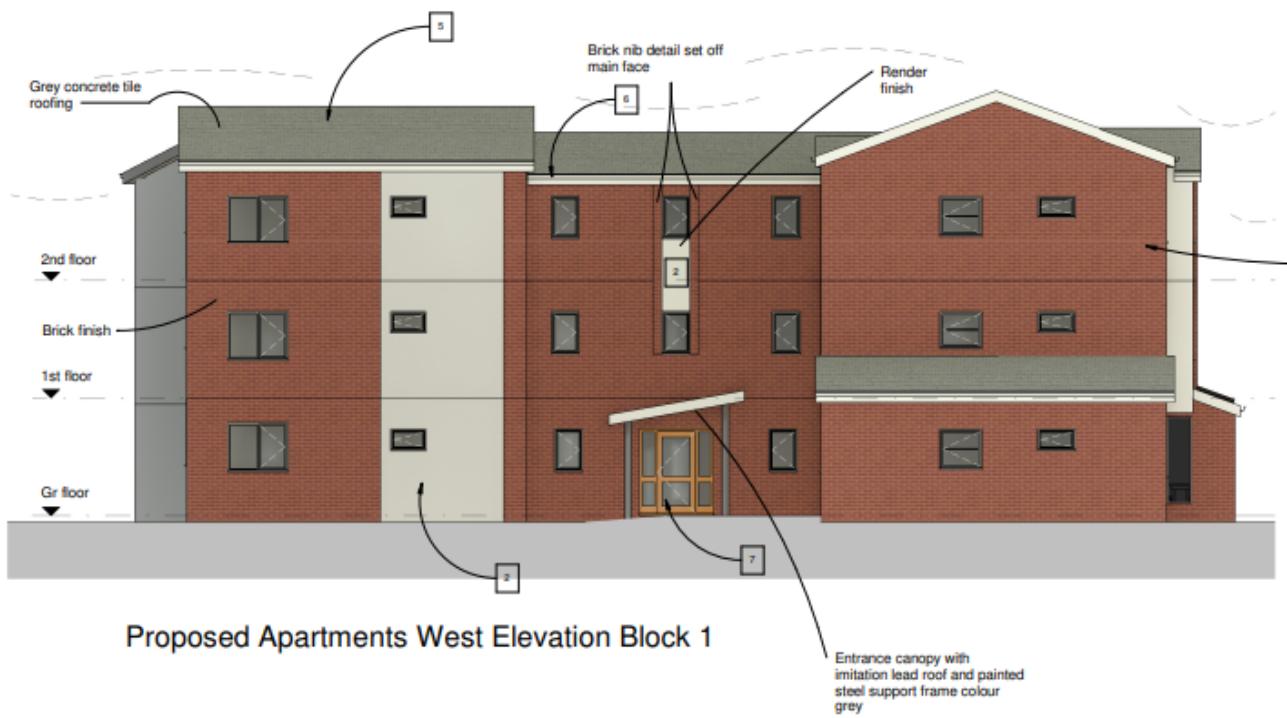 5
Brick nib detail set off
main face
Render
finish
Grey concrete tile
roofing
6
2nd floor
2
Brick finish
1st floor
Gr floor
7
2
Proposed Apartments West Elevation Block 1
Entrance canopy with
imitation lead roof and painted
steel support frame colour
grey